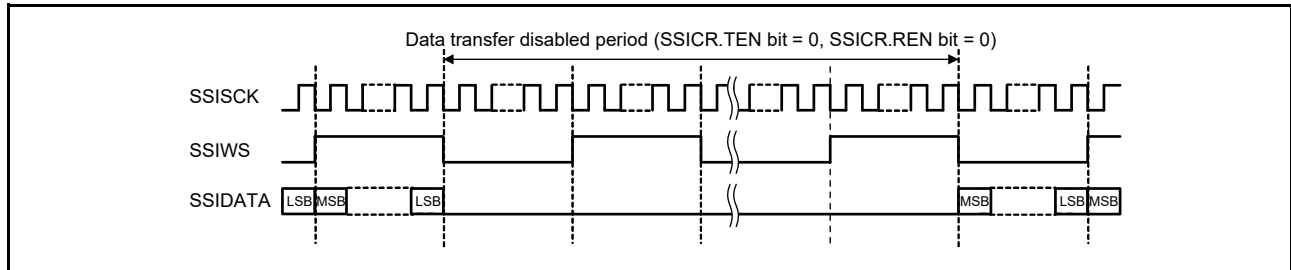 Data transfer disabled period (SSICR.TEN bit = 0, SSICR.REN bit = 0)
SSISCK
SSIWS
SSIDATA LSB MSB LSB MSB LSB MSB